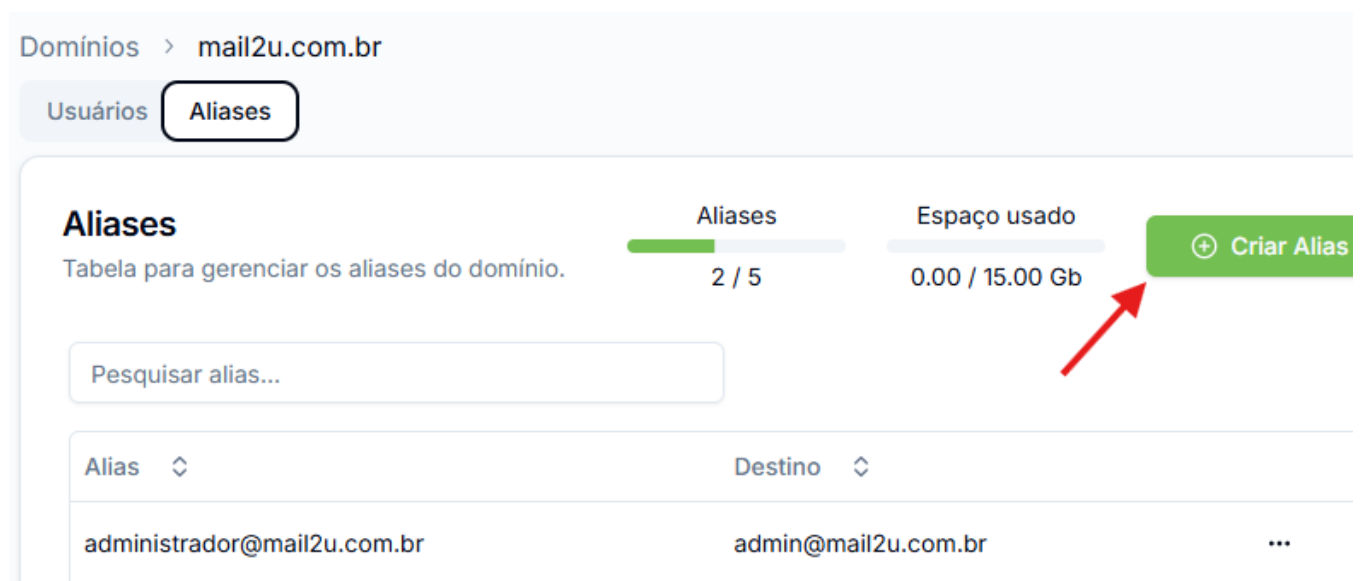 Domínios > mail2u.com.br
Usuários Aliases
Aliases
Tabela para gerenciar os aliases do domínio.
Aliases
2 / 5
Espaço usado
0.00 / 15.00 Gb
Criar Alias
Pesquisar alias...
Alias Destino
administrador@mail2u.com.br admin@mail2u.com.br ...